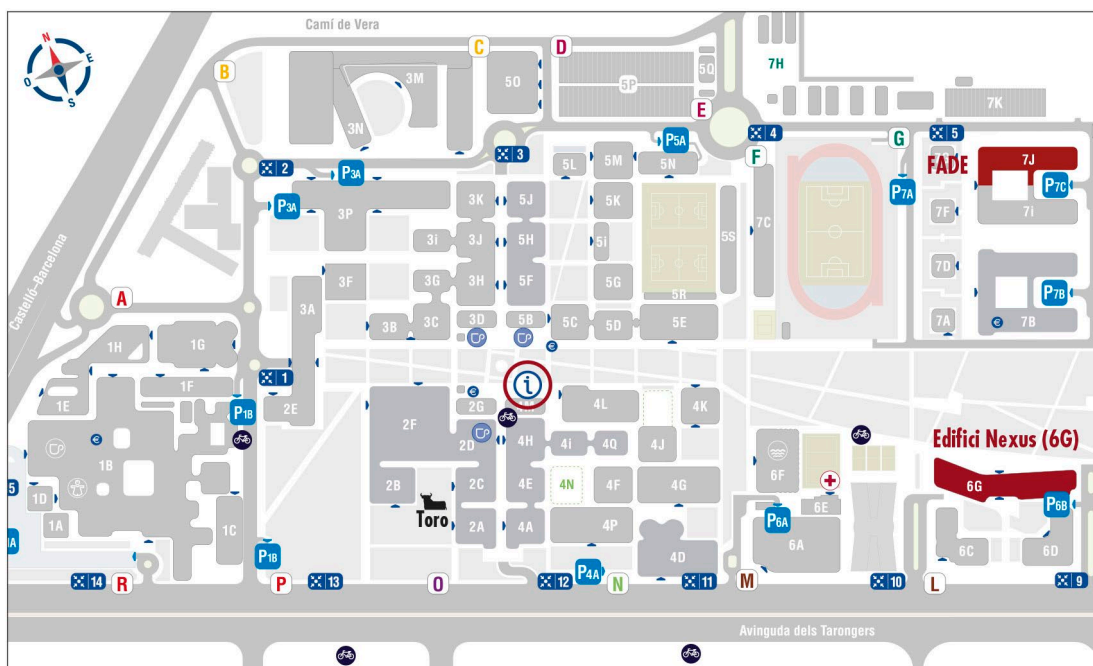 Camí de Vera
N
E
O
S
B
C
D
E
3M
3N
5O
5P
5Q
7H
7K
2
3
4
5
P3A
P3A
P5A
F
G
FADE
7J
P7C
7i
P7A
5L
5M
5N
3P
3K
5J
5K
3i
3J
5H
5i
5S
7C
7F
Castelló-Barcelona
A
3F
3G
3H
5F
5G
5R
7D
P7B
7B
3A
3B
3C
3D
5B
5C
5D
5E
7A
€
€
1H
1G
1
i
1E
1F
P1B
2E
2F
2G
€
4L
4K
1B
€
2D
4H
4i
4Q
4J
Edifici Nexus (6G)
6G
6F
1D
1A
1C
2B
2C
4E
4N
4F
4G
Toro
2A
4A
4P
4D
P6A
6E
6A
P6B
6C
6D
P1B
P4A
14
R
P
13
O
12
N
11
M
10
L
9
Avinguda dels Tarongers